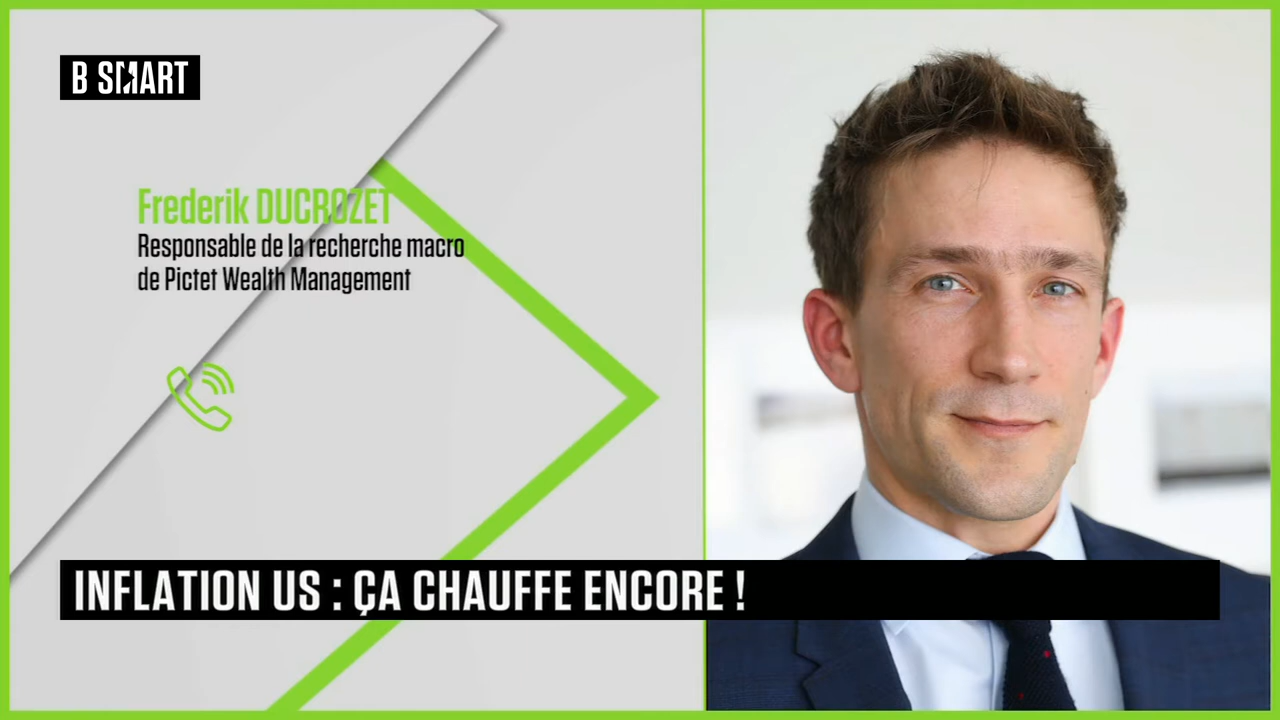 B SMART
Frederik DUCROZET
Responsable de la recherche macro
de Pictet Wealth Management
INFLATION US : ÇA CHAUFFE ENCORE !